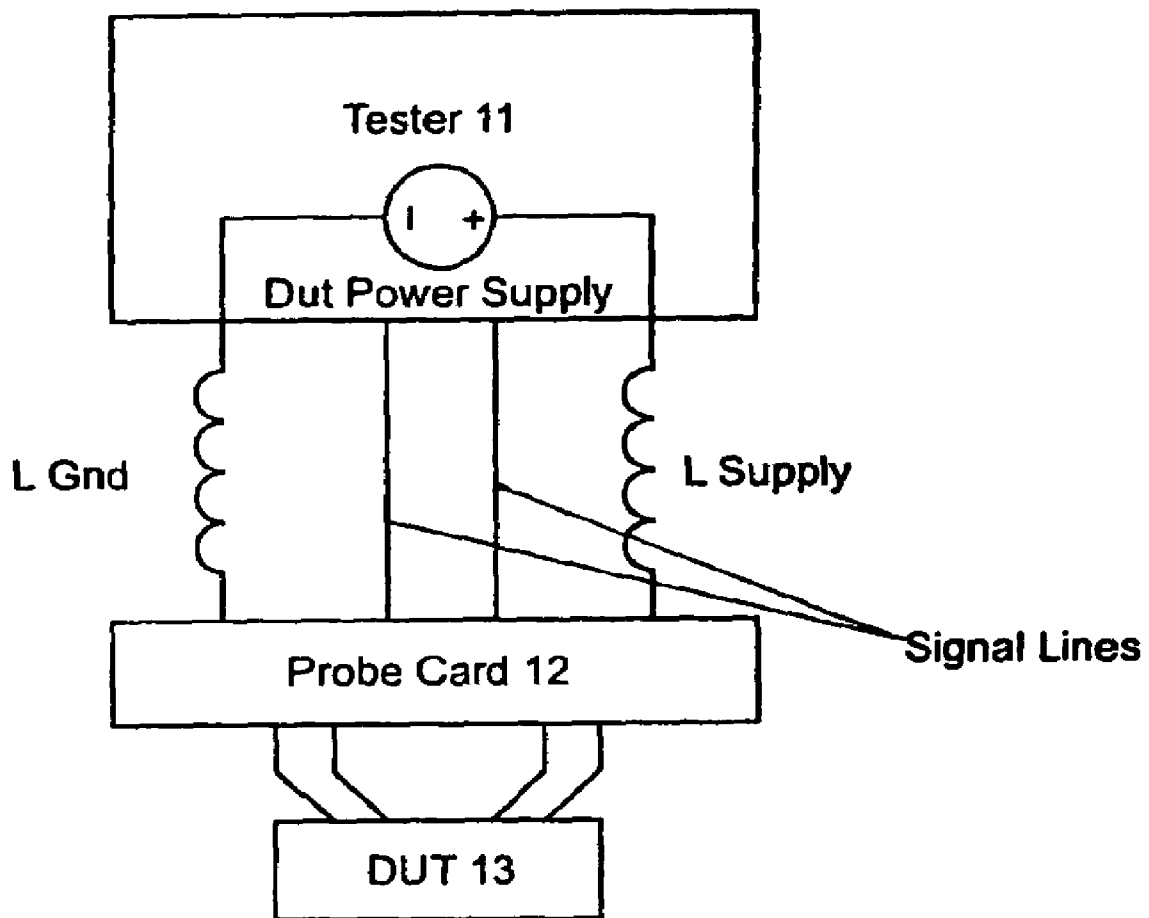 Tester 11
I +
Dut Power Supply
L Gnd
L Supply
Signal Lines
Probe Card 12
DUT 13